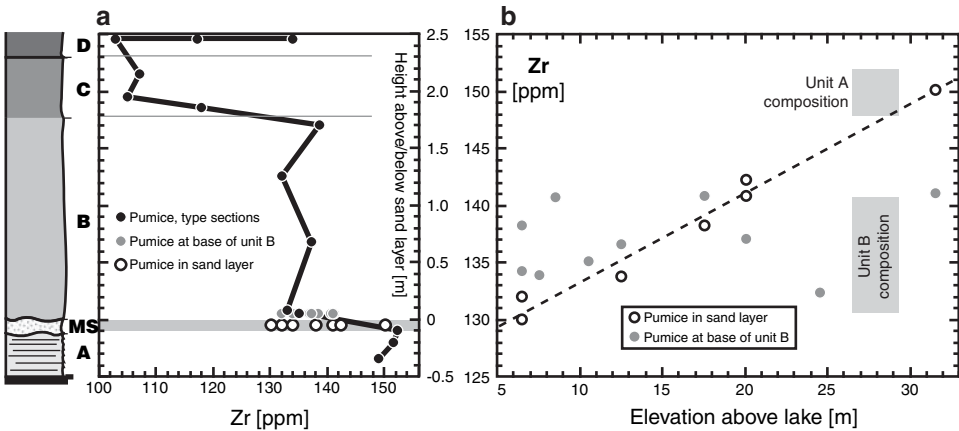 a
D
C
B
MS
A
Pumice, type sections
Pumice at base of unit B
Pumice in sand layer
2.5
2.0
1.5
1.0
0.5
0
-0.5
Height above/below sand layer [m]
100 110 120 130 140 150
Zr [ppm]
b
155
150
145
140
135
130
125
Zr
[ppm]
Unit A
composition
Unit B
composition
Pumice in sand layer
Pumice at base of unit B
5 10 15 20 25 30
Elevation above lake [m]